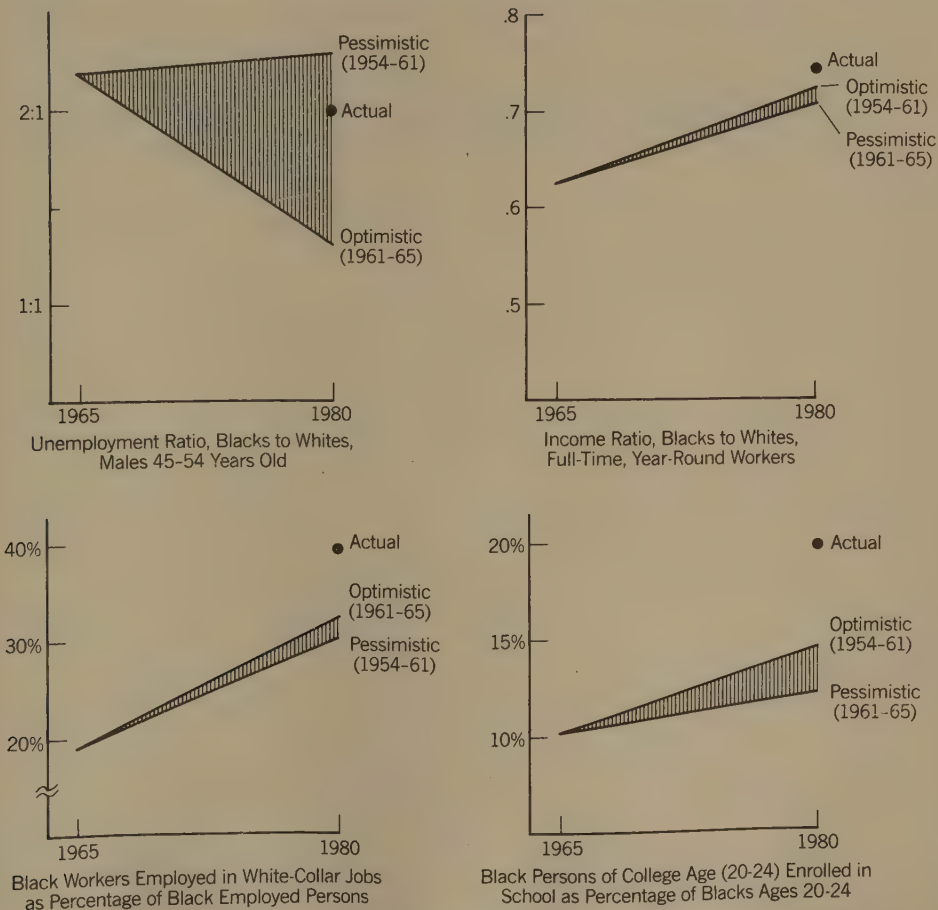 Pessimistic
(1954–61)
2:1
Actual
Optimistic
(1961–65)
1:1
1965
1980
Unemployment Ratio, Blacks to Whites,
Males 45–54 Years Old
.8
Actual
Optimistic
(1954–61)
.7
Pessimistic
(1961–65)
.6
.5
1965
1980
Income Ratio, Blacks to Whites,
Full-Time, Year-Round Workers
40%
Actual
Optimistic
(1961–65)
30%
Pessimistic
(1954–61)
20%
1965
1980
Black Workers Employed in White-Collar Jobs
as Percentage of Black Employed Persons
20%
Actual
15%
Optimistic
(1954–61)
Pessimistic
(1961–65)
10%
1965
1980
Black Persons of College Age (20-24) Enrolled in
School as Percentage of Blacks Ages 20-24